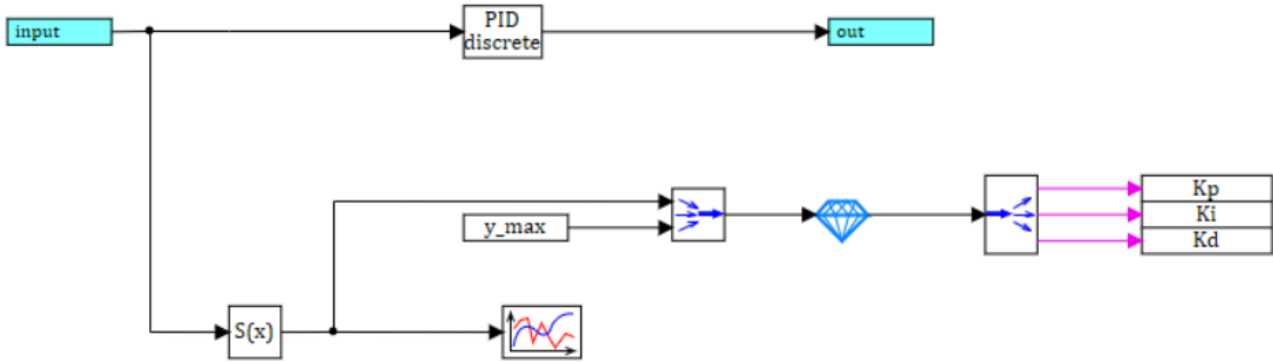 input
PID
discrete
out
Kp
y_max
Ki
Kd
S(x)